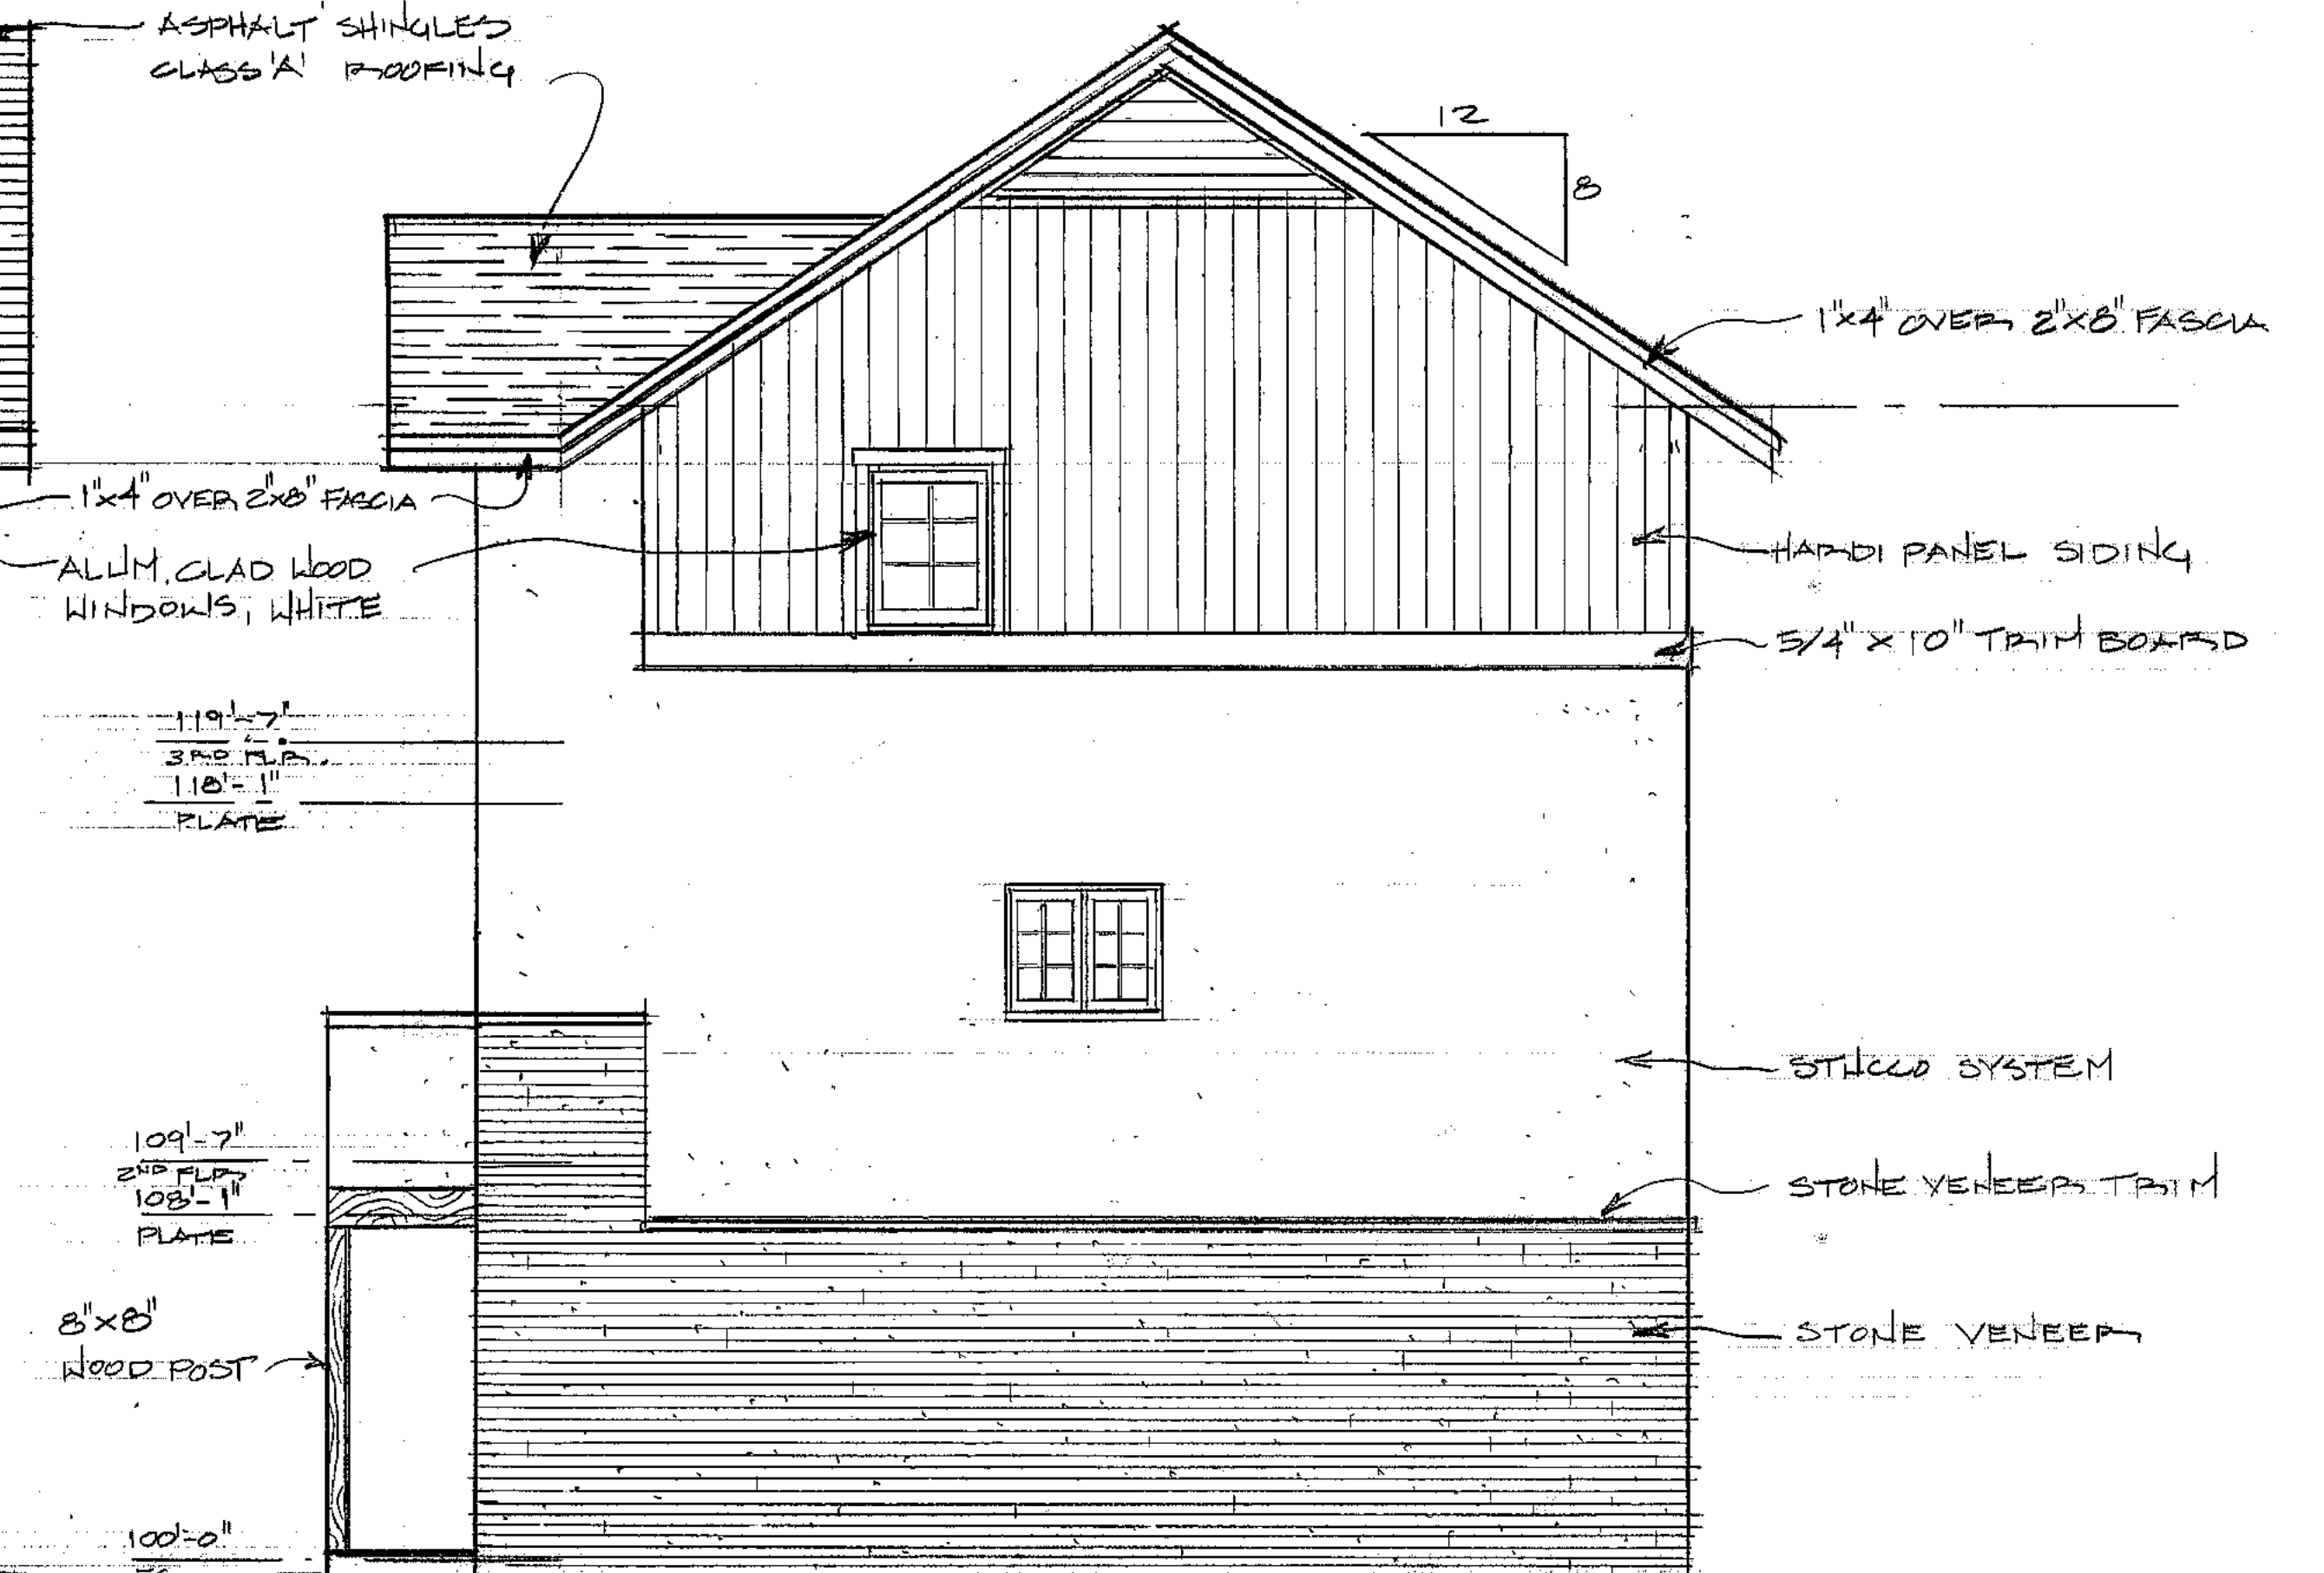 ASPHALT SHINGLES
CLASS 'A' ROOFING
12
8
1"x4" OVER 2"x8" FASCIA
1"x4" OVER 2"x8" FASCIA
ALUM. CLAD WOOD
WINDOWS, WHITE
HARDI PANEL SIDING
5/4" x 10" TRIM BOARD
119'-7"
3RD FLR.
118'-1"
PLATE
STUCCO SYSTEM
109'-7"
2ND FLR.
108'-1"
PLATE
STONE VENEER TRIM
8"x8"
WOOD POST
STONE VENEER
100'-0"